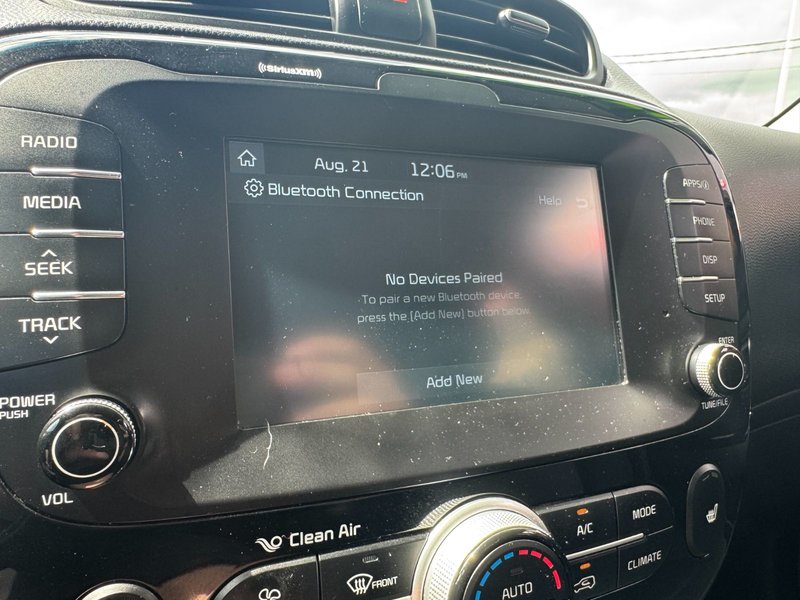 ((SiriusXM))
RADIO
MEDIA
SEEK
TRACK
POWER
PUSH
VOL
Aug, 21 12:06 PM
Bluetooth Connection
Help
No Devices Paired
To pair a new Bluetooth device,
press the [Add New] button below.
Add New
APPS/i
PHONE
DISP
SETUP
ENTER
TUNE/FILE
Clean Air
FRONT
AUTO
A/C
MODE
CLIMATE